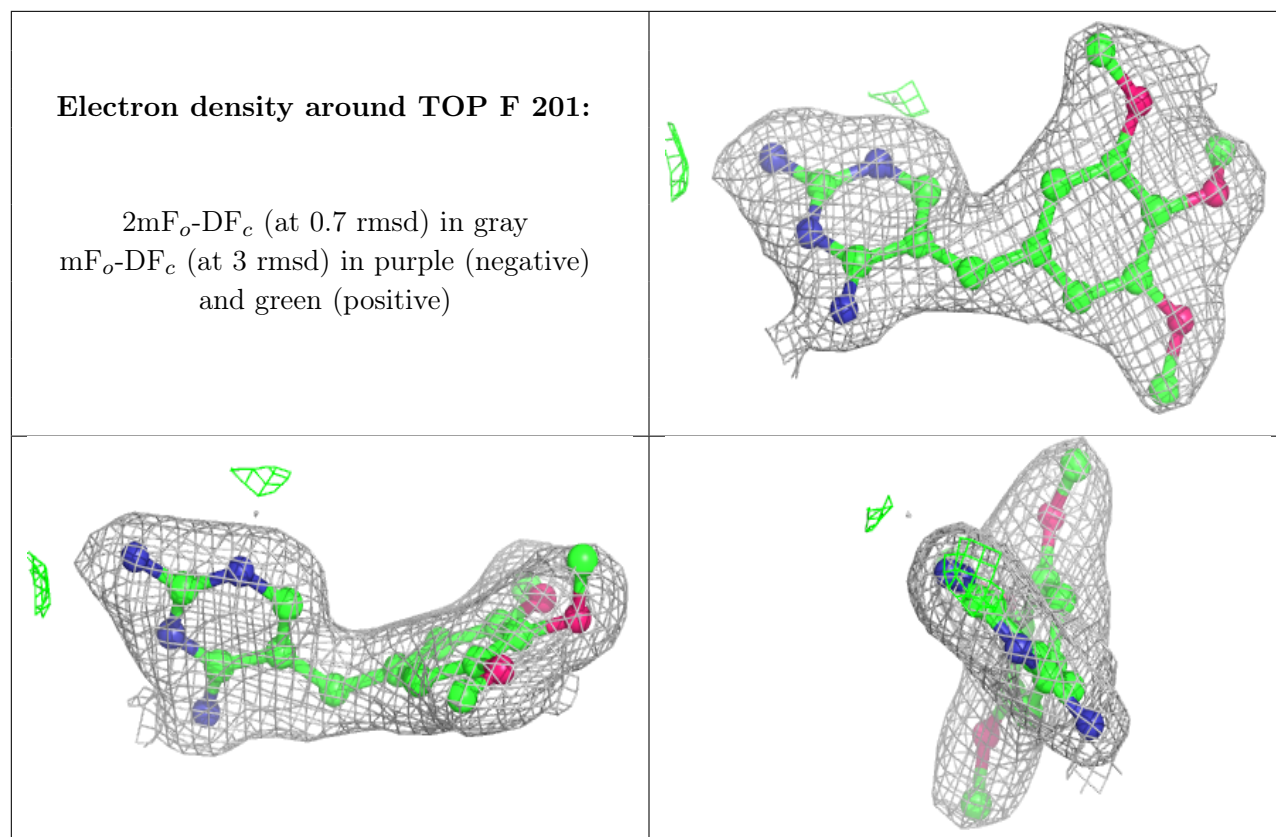 Electron density around TOP F 201:
2mFo-DFc (at 0.7 rmsd) in gray
mFo-DFc (at 3 rmsd) in purple (negative)
and green (positive)